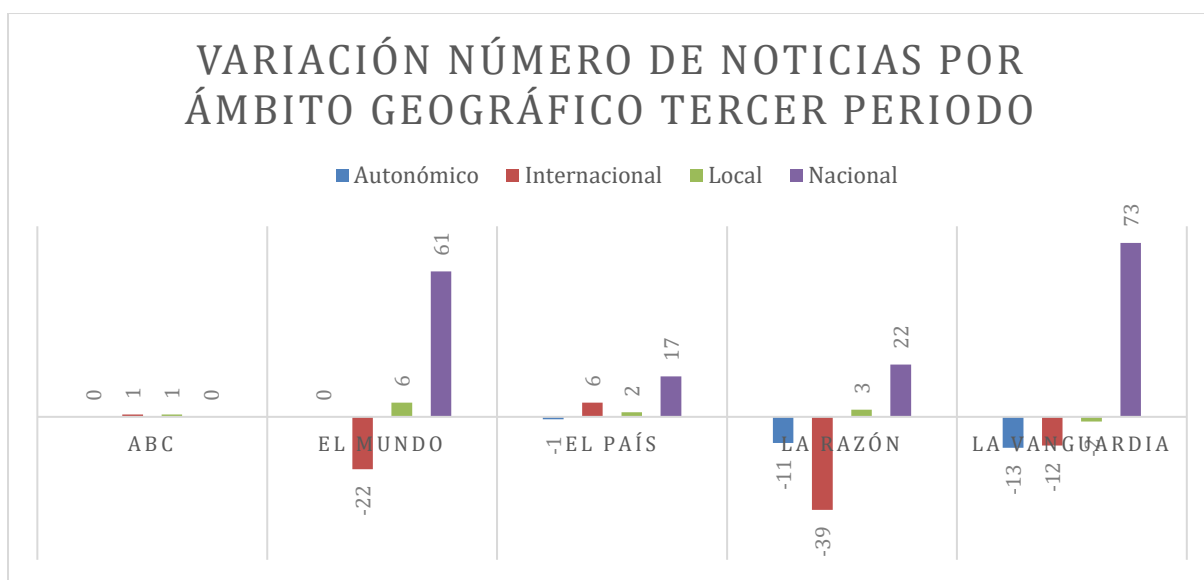 VARIACIÓN NÚMERO DE NOTICIAS POR
ÁMBITO GEOGRÁFICO TERCER PERIODO
Autonómico Internacional Local Nacional
0 1 1 0
0 -22 6 61
-1 6 2 17
-11 -39 3 22
-13 -12 -2 73
ABC EL MUNDO EL PAÍS LA RAZÓN LA VANGUARDIA